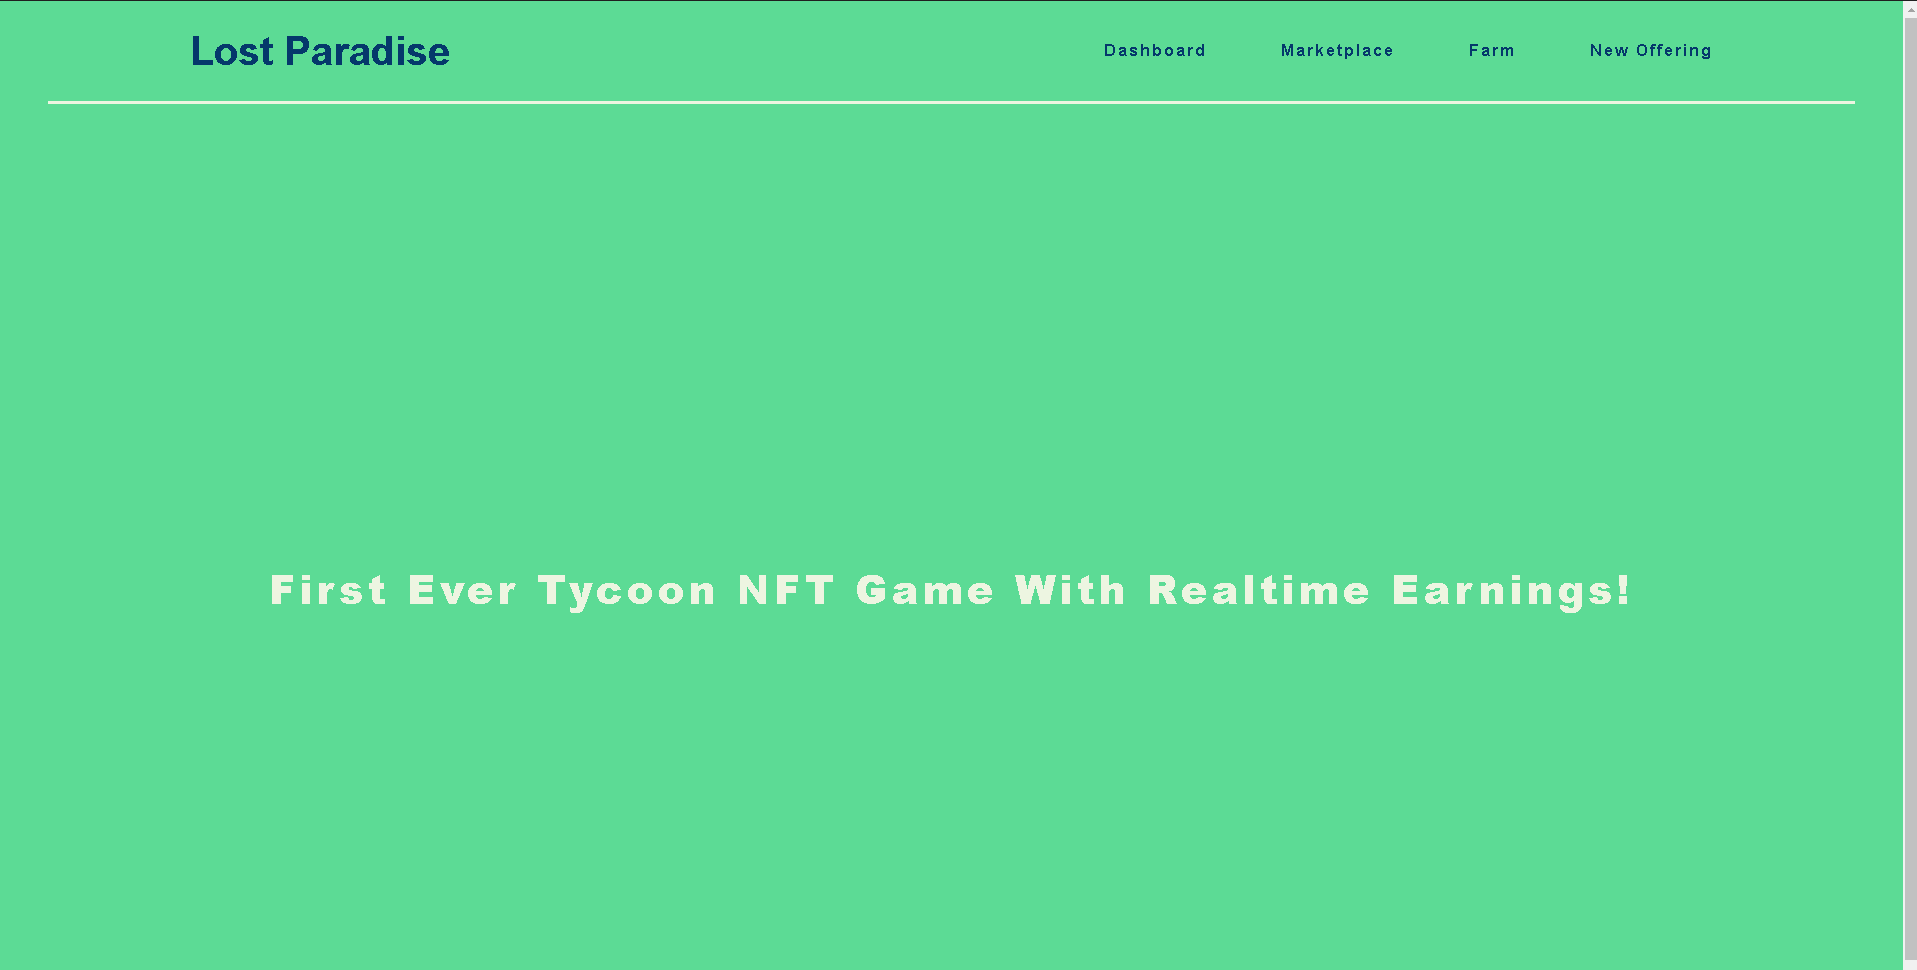 Lost Paradise
Dashboard Marketplace Farm New Offering
First Ever Tycoon NFT Game With Realtime Earnings!